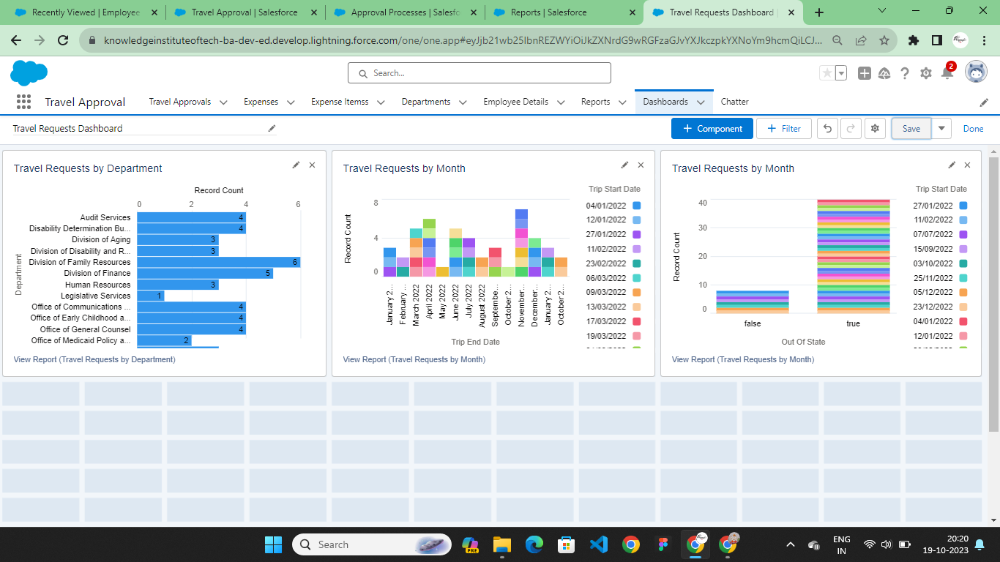 Recently Viewed | Employee
Travel Approval | Salesforce
Approval Processes | Salesfo
Reports | Salesforce
Travel Requests Dashboard |
knowledgeinstituteoftech-ba-dev-ed.develop.lightning.force.com/one/one.app#eyJjb21wb25lbnREZWYiOiJkZXNrdG9wRGFzaGJvYXJkczpkYXNoYm9hcmQiLCJ...
Search...
2
Travel Approval
Travel Approvals
Expenses
Expense Itemss
Departments
Employee Details
Reports
Dashboards
Chatter
Travel Requests Dashboard
+ Component
+ Filter
Save
Done
Travel Requests by Department
Record Count
0 2 4 6
Department
Audit Services 4
Disability Determination Bu... 4
Division of Aging 3
Division of Disability and R... 3
Division of Family Resources 6
Division of Finance 5
Human Resources 3
Legislative Services 1
Office of Communications ... 4
Office of Early Childhood a... 4
Office of General Counsel 4
Office of Medicaid Policy a... 2
View Report (Travel Requests by Department)
Travel Requests by Month
Record Count
8
4
0
January 2...
February ...
March 2022
April 2022
May 2022
June 2022
July 2022
August 2022
Septembe...
October 2...
November...
December...
January 2...
October 2...
Trip End Date
Trip Start Date
04/01/2022
12/01/2022
27/01/2022
11/02/2022
23/02/2022
06/03/2022
09/03/2022
13/03/2022
17/03/2022
19/03/2022
View Report (Travel Requests by Month)
Travel Requests by Month
Record Count
40
30
20
10
0
false true
Out Of State
Trip Start Date
27/01/2022
11/02/2022
07/07/2022
15/09/2022
03/10/2022
25/11/2022
05/12/2022
23/12/2022
04/01/2022
12/01/2022
View Report (Travel Requests by Month)
Search
PRE
ENG
IN
20:20
19-10-2023